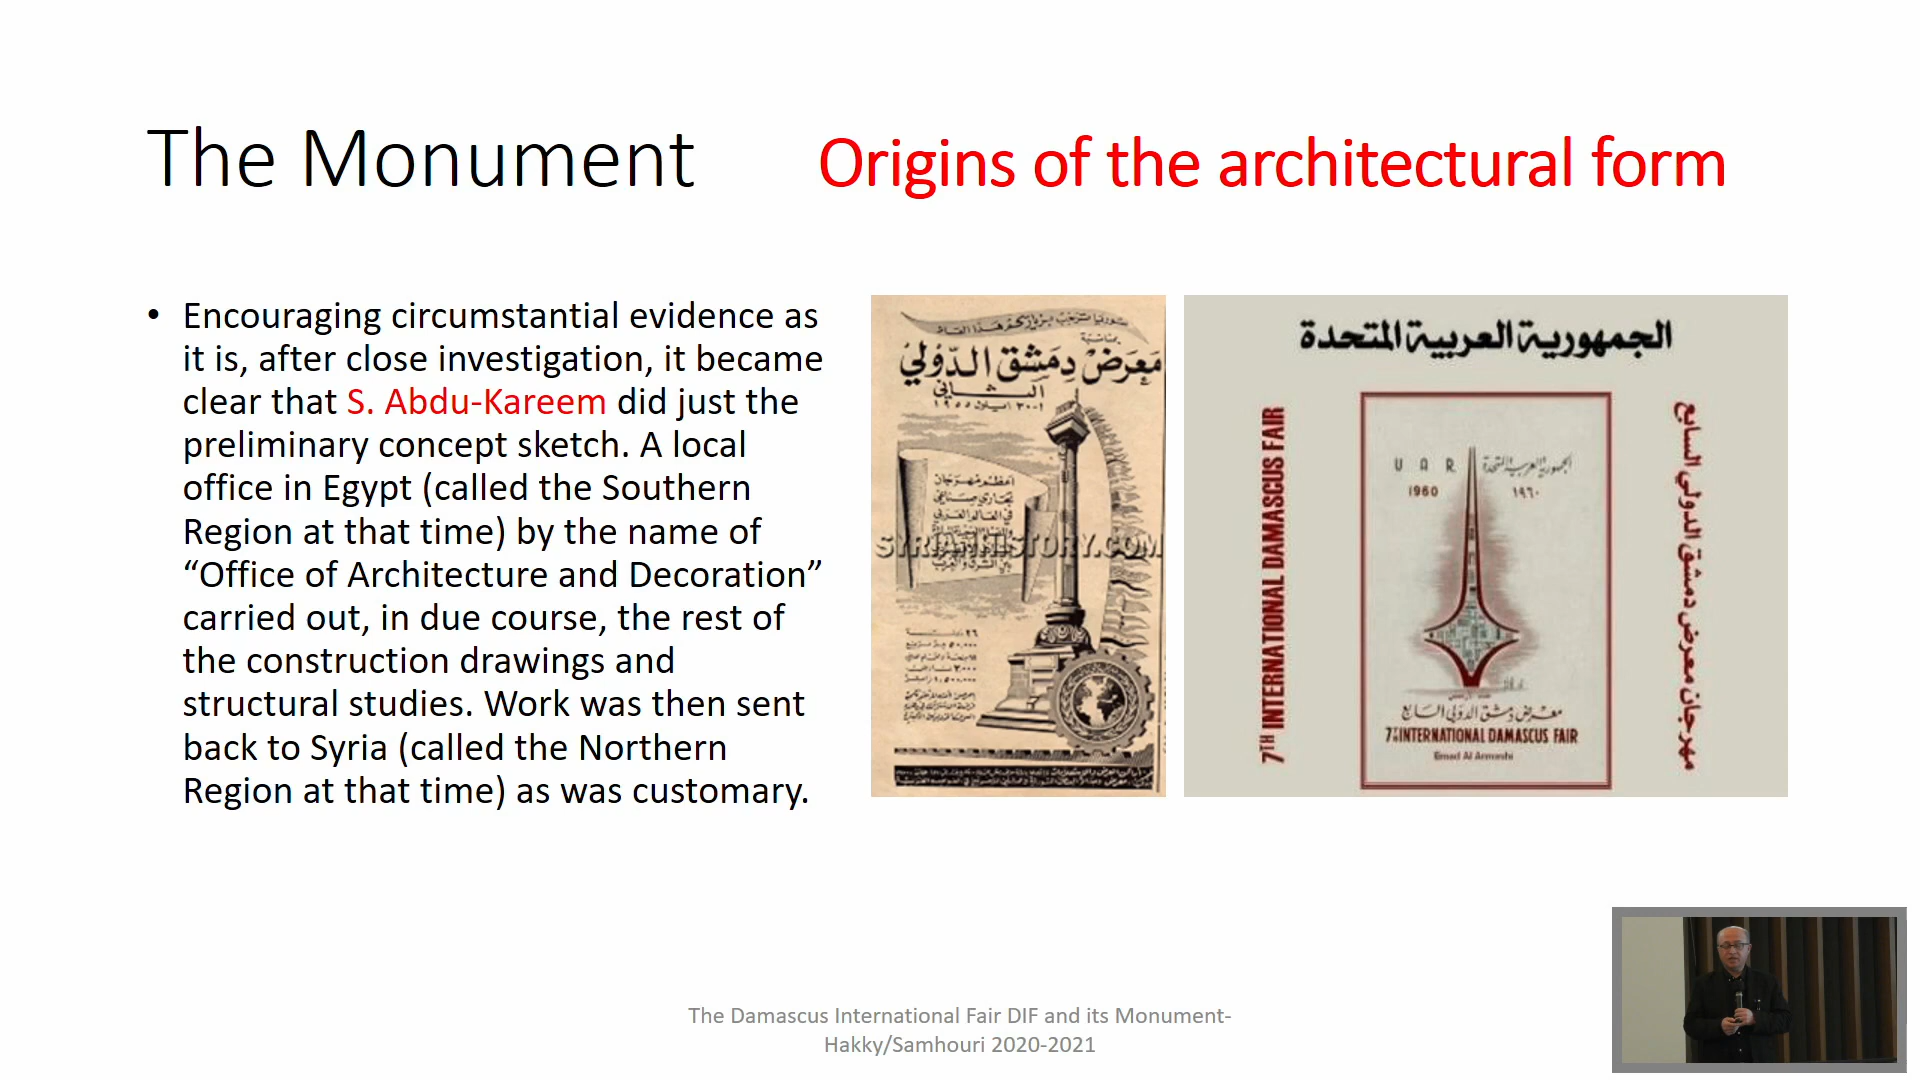 The Monument
Origins of the architectural form
• Encouraging circumstantial evidence as
it is, after close investigation, it became
clear that S. Abdu-Kareem did just the
preliminary concept sketch. A local
office in Egypt (called the Southern
Region at that time) by the name of
“Office of Architecture and Decoration”
carried out, in due course, the rest of
the construction drawings and
structural studies. Work was then sent
back to Syria (called the Northern
Region at that time) as was customary.
معرض دمشق الدولي
الثاني
SYRIANHISTORY.COM
الجمهورية العربية المتحدة
7TH INTERNATIONAL DAMASCUS FAIR
U A R الجمهورية العربية المتحدة
1960 ١٩٦٠
معرض دمشق الدولي السابع
7TH INTERNATIONAL DAMASCUS FAIR
Emad Al Armashi
مهرجان معرض دمشق الدولي السابع
The Damascus International Fair DIF and its Monument-
Hakky/Samhouri 2020-2021